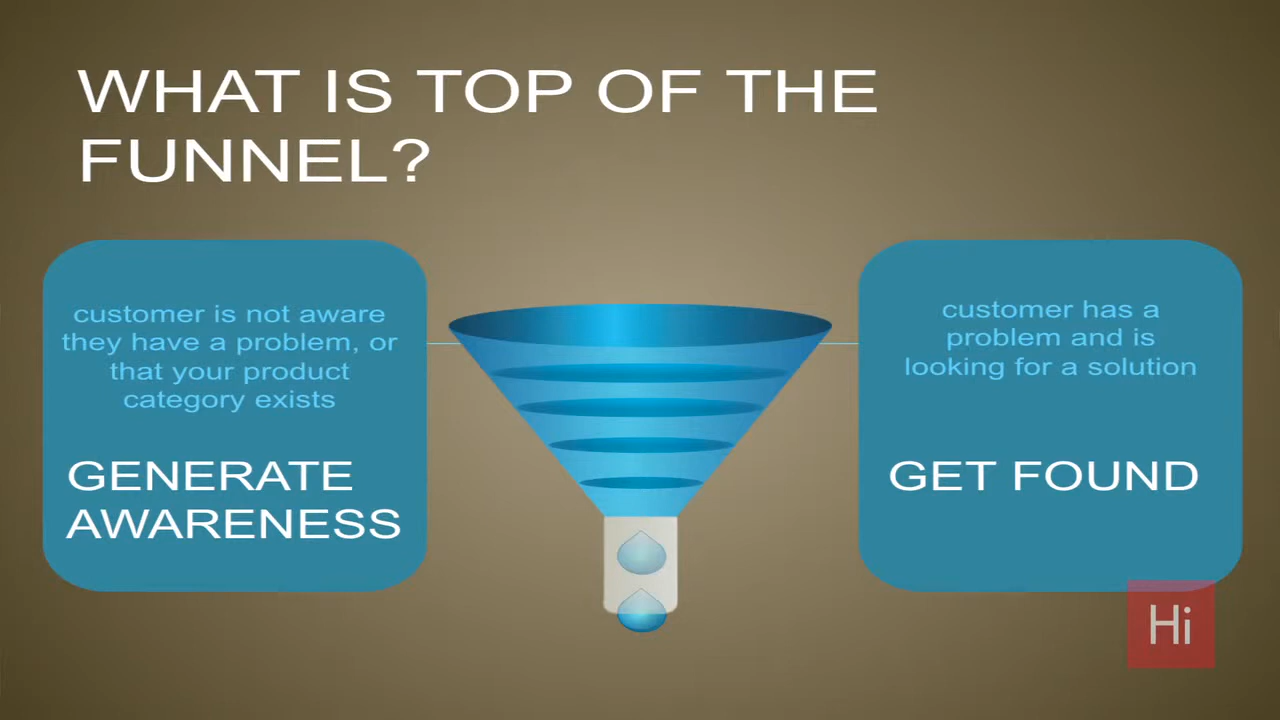 WHAT IS TOP OF THE
FUNNEL?
customer is not aware
they have a problem, or
that your product
category exists
GENERATE
AWARENESS
customer has a
problem and is
looking for a solution
GET FOUND
Hi